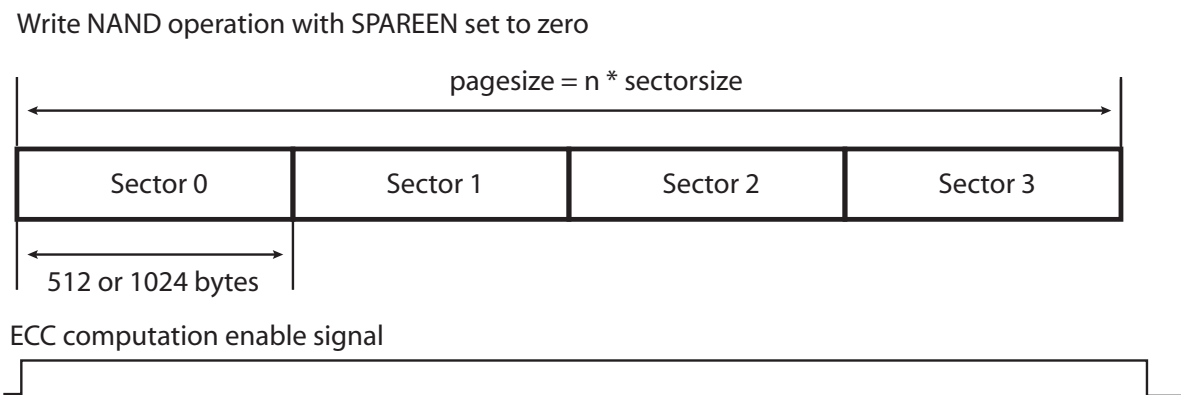 Write NAND operation with SPAREEN set to zero
pagesize = n * sectorsize
Sector 0 Sector 1 Sector 2 Sector 3
512 or 1024 bytes
ECC computation enable signal